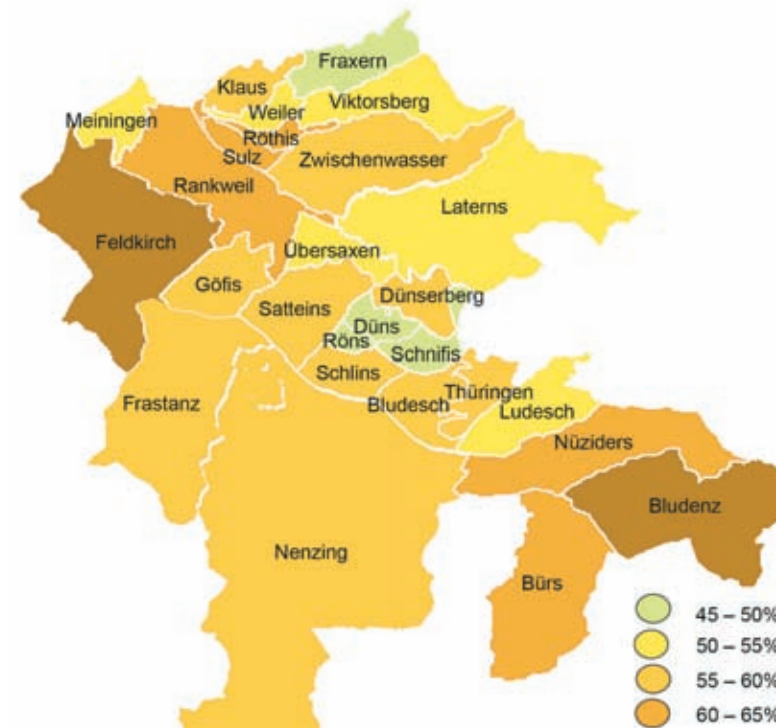 Fraxern
Klaus
Viktorsberg
Weiler
Meiningen
Röthis
Sulz
Zwischenwasser
Rankweil
Laterns
Feldkirch
Übersaxen
Göfis
Dünserberg
Satteins
Düns
Röns
Schnifis
Schlins
Thüringen
Bludesch
Frastanz
Ludesch
Nüziders
Bludenz
Nenzing
Bürs
45 – 50%
50 – 55%
55 – 60%
60 – 65%